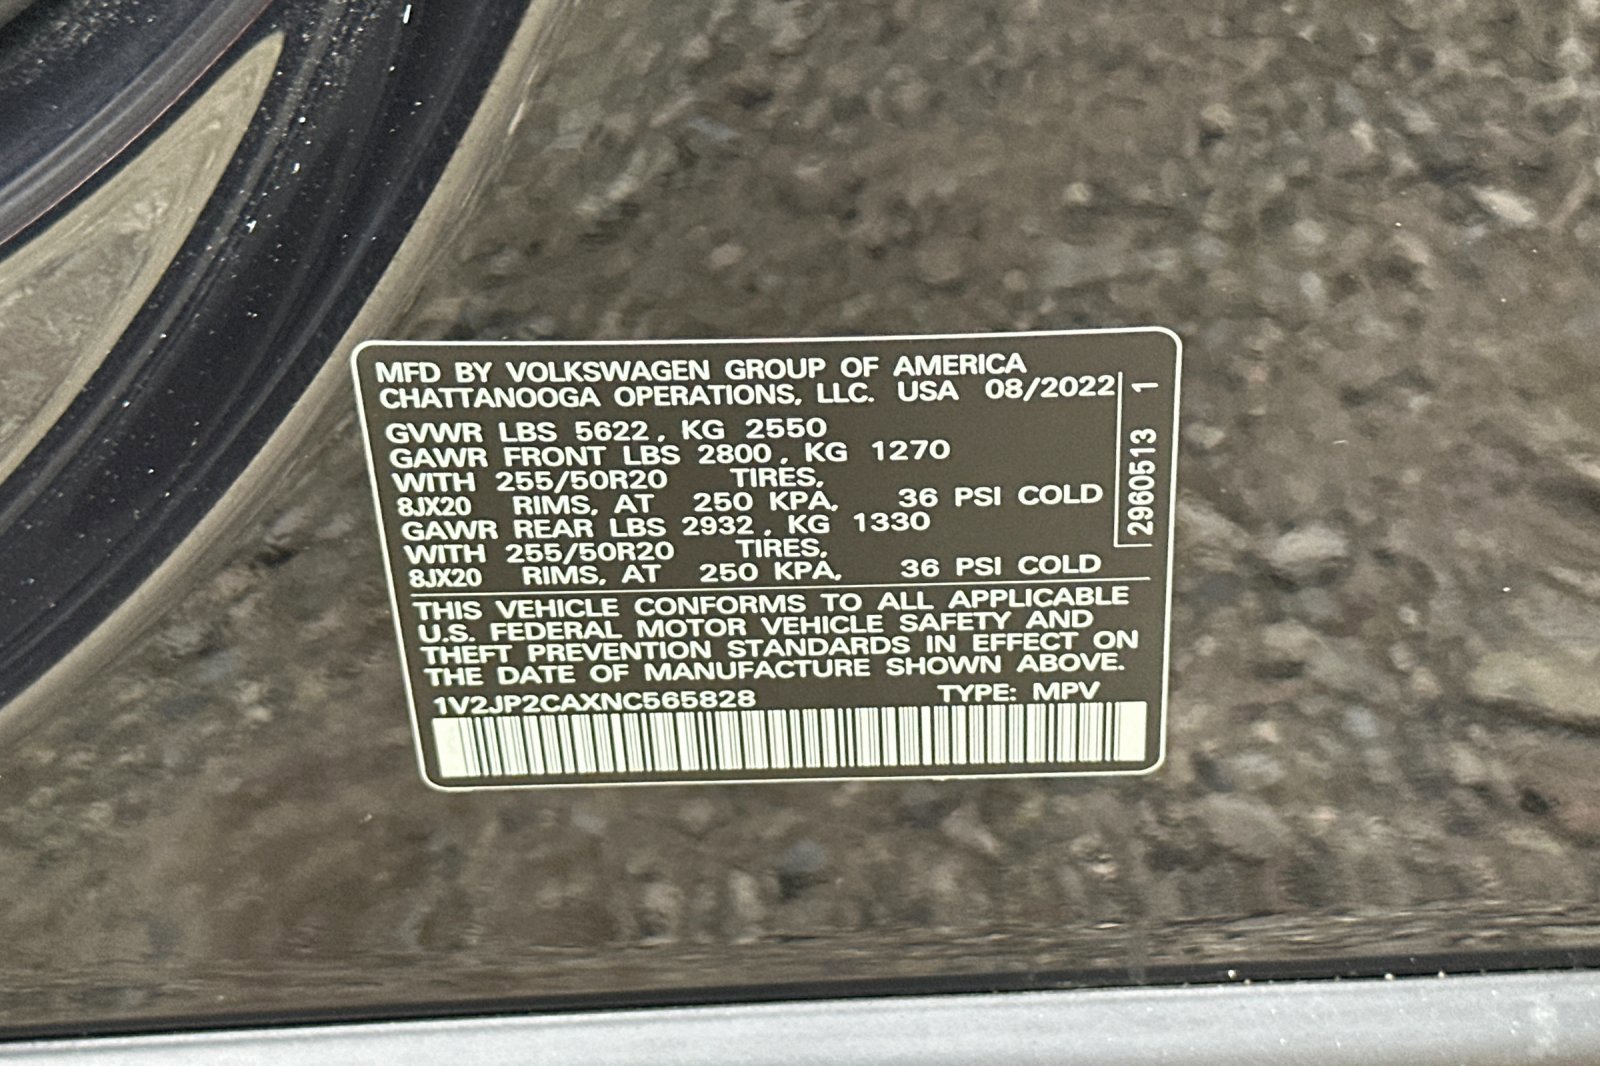 MFD BY VOLKSWAGEN GROUP OF AMERICA
CHATTANOOGA OPERATIONS, LLC. USA 08/2022
GVWR LBS 5622, KG 2550
GAWR FRONT LBS 2800, KG 1270
WITH 255/50R20 TIRES,
8JX20 RIMS, AT 250 KPA, 36 PSI COLD
GAWR REAR LBS 2932, KG 1330
WITH 255/50R20 TIRES,
8JX20 RIMS, AT 250 KPA, 36 PSI COLD
THIS VEHICLE CONFORMS TO ALL APPLICABLE
U.S. FEDERAL MOTOR VEHICLE SAFETY AND
THEFT PREVENTION STANDARDS IN EFFECT ON
THE DATE OF MANUFACTURE SHOWN ABOVE.
1V2JP2CAXNC565828 TYPE: MPV
2960513 1